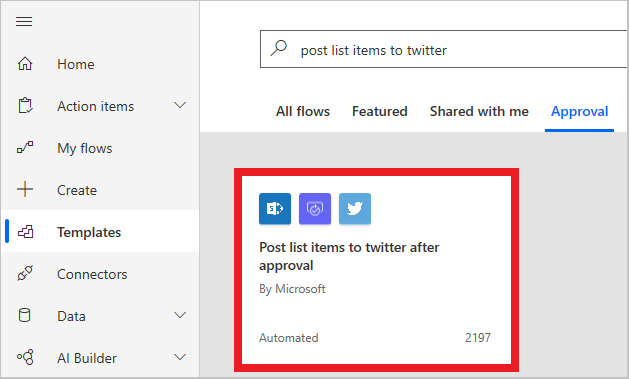 post list items to twitter
Home
Action items
My flows
Create
Templates
Connectors
Data
AI Builder
All flows Featured Shared with me Approval
Post list items to twitter after
approval
By Microsoft
Automated 2197